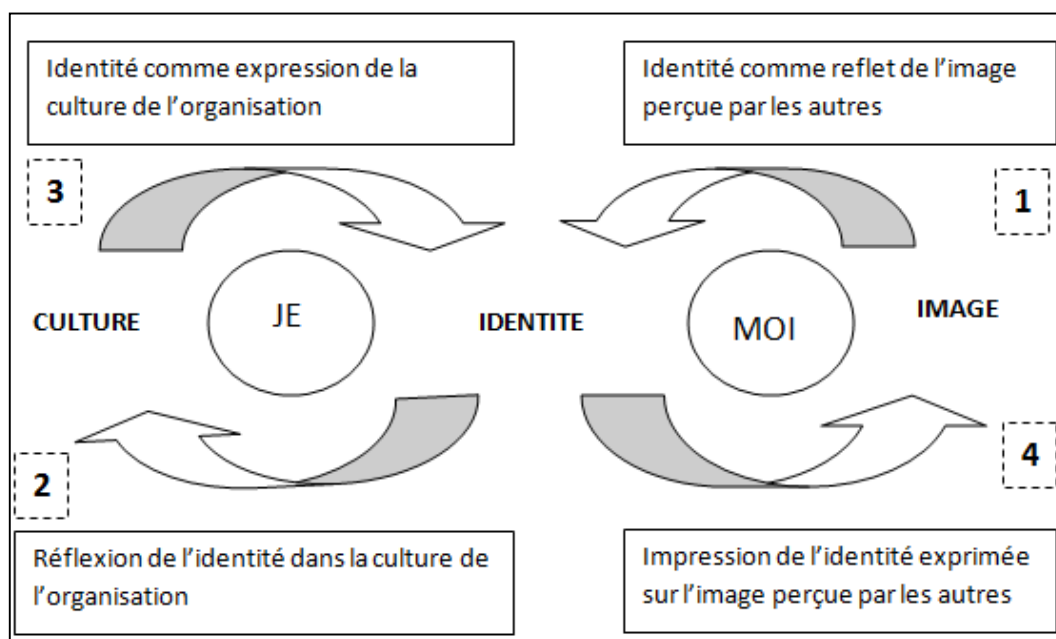 Identité comme expression de la
culture de l'organisation
Identité comme reflet de l'image
perçue par les autres
3
1
CULTURE
JE
IDENTITE
MOI
IMAGE
2
4
Réflexion de l'identité dans la culture de
l'organisation
Impression de l'identité exprimée
sur l'image perçue par les autres